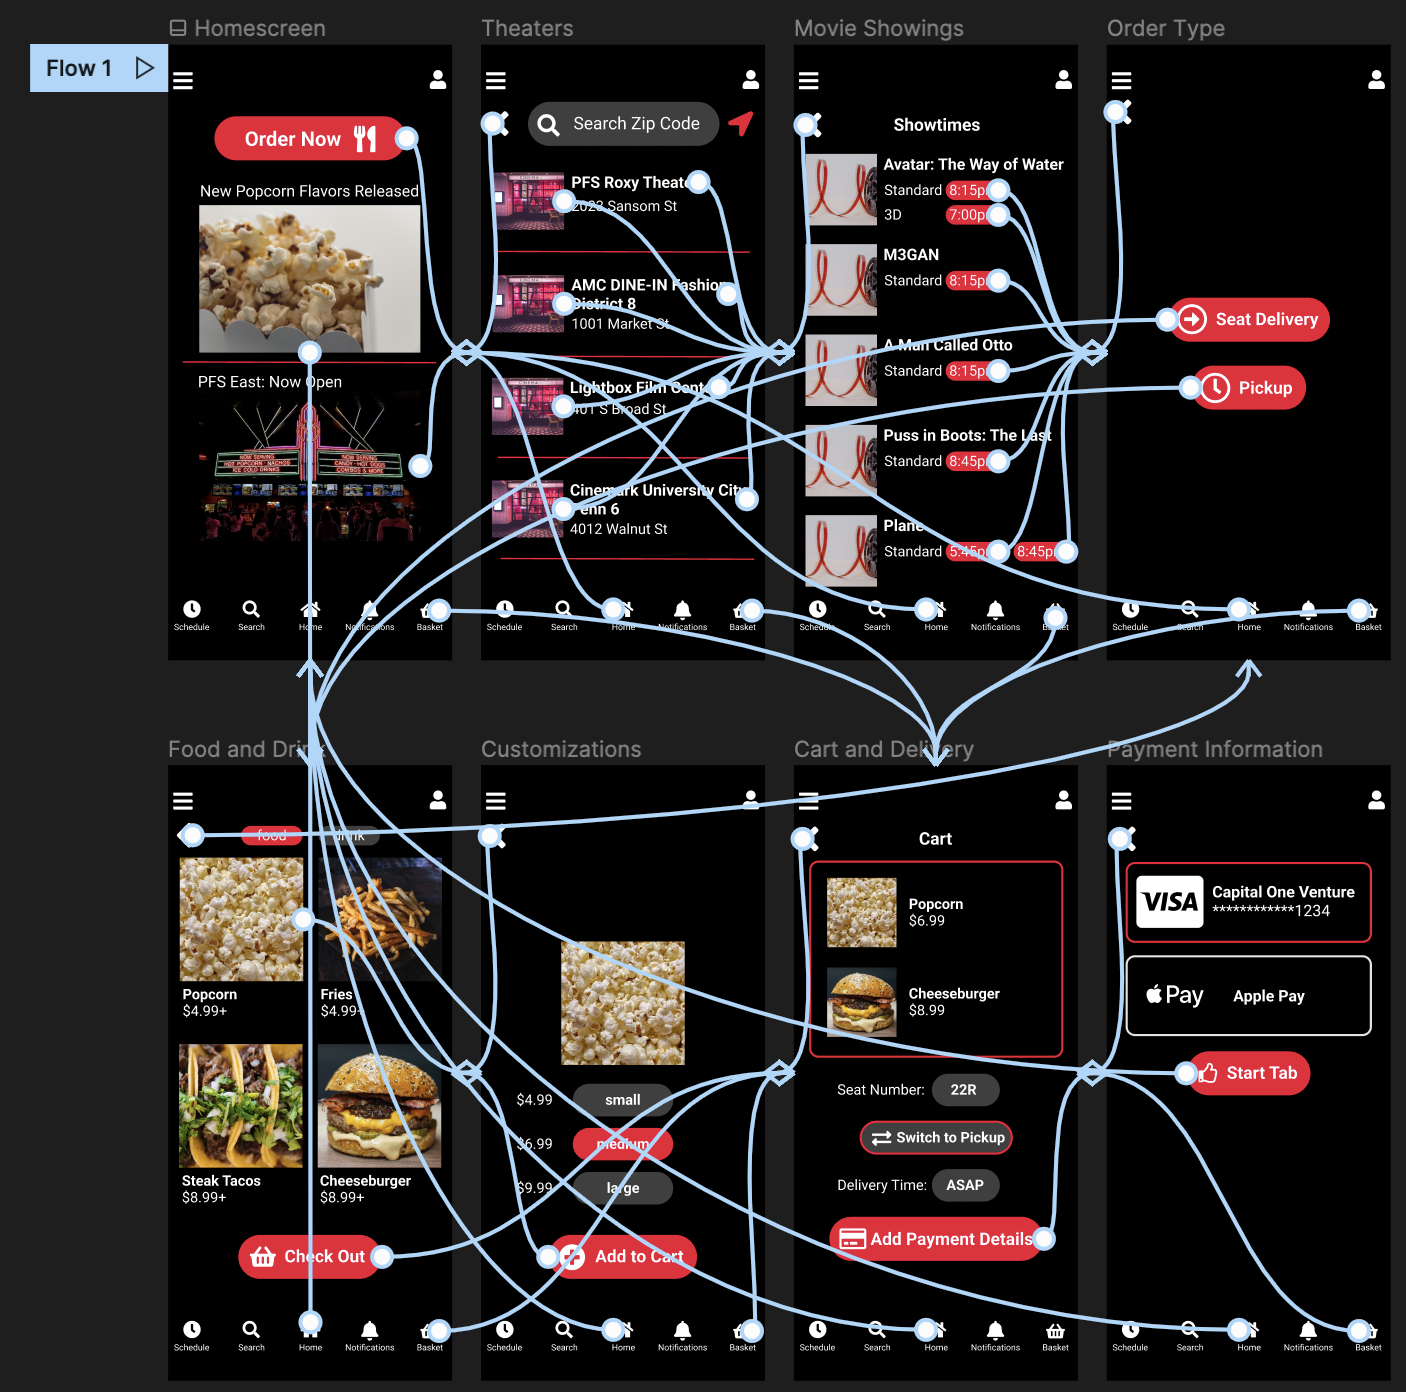 Homescreen
Theaters
Movie Showings
Order Type
Flow 1
Order Now
New Popcorn Flavors Released
PFS East: Now Open
NOW SERVING
HOT POPCORN · NACHOS
ICE COLD DRINKS
NOW SERVING
CANDY · HOT DOGS
COMBOS & MORE
Schedule
Search
Home
Notifications
Basket
Search Zip Code
PFS Roxy Theate
2023 Sansom St
AMC DINE-IN Fashion
District 8
1001 Market St
Lightbox Film Cent
401 S Broad St
Cinemark University City
Penn 6
4012 Walnut St
Schedule
Search
Home
Notifications
Basket
Showtimes
Avatar: The Way of Water
Standard 8:15p
3D 7:00p
M3GAN
Standard 8:15p
A Man Called Otto
Standard 8:15p
Puss in Boots: The Last
Standard 8:45p
Plane
Standard 5:45p 8:45p
Schedule
Search
Home
Notifications
Basket
Seat Delivery
Pickup
Schedule
Search
Home
Notifications
Basket
Food and Drink
Customizations
Cart and Delivery
Payment Information
food
drink
Popcorn
$4.99+
Fries
$4.99+
Steak Tacos
$8.99+
Cheeseburger
$8.99+
Check Out
Schedule
Search
Home
Notifications
Basket
$4.99 small
$6.99 medium
$9.99 large
Add to Cart
Schedule
Search
Home
Notifications
Basket
Cart
Popcorn
$6.99
Cheeseburger
$8.99
Seat Number: 22R
Switch to Pickup
Delivery Time: ASAP
Add Payment Details
Schedule
Search
Home
Notifications
Basket
VISA
Capital One Venture
************1234
Pay
Apple Pay
Start Tab
Schedule
Search
Home
Notifications
Basket